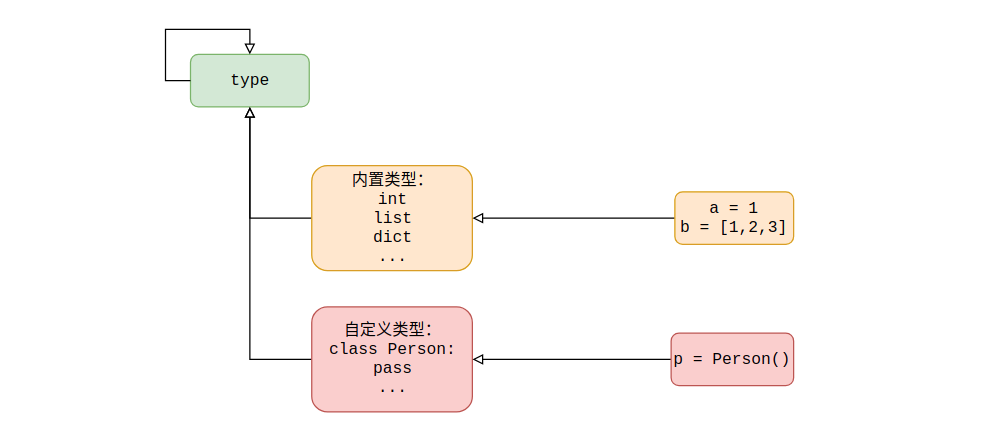 type
内置类型：
int
list
dict
...
a = 1
b = [1,2,3]
自定义类型：
class Person:
pass
...
p = Person()